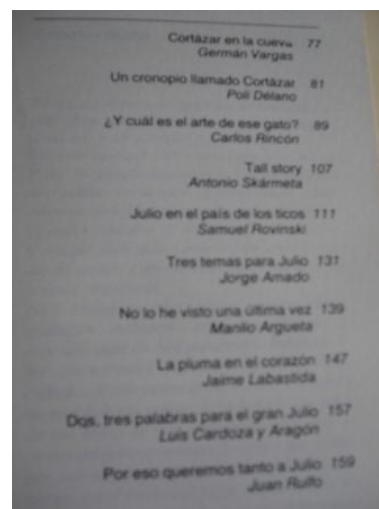 Cortázar en la cueva 77
Germán Vargas
Un cronopio llamado Cortázar 81
Poli Délano
¿Y cuál es el arte de ese gato? 89
Carlos Rincón
Tall story 107
Antonio Skármeta
Julio en el país de los ticos 111
Samuel Rovinski
Tres temas para Julio 131
Jorge Amado
No lo he visto una última vez 139
Manlio Argueta
La pluma en el corazón 147
Jaime Labastida
Dos, tres palabras para el gran Julio 157
Luis Cardoza y Aragón
Por eso queremos tanto a Julio 159
Juan Rulfo